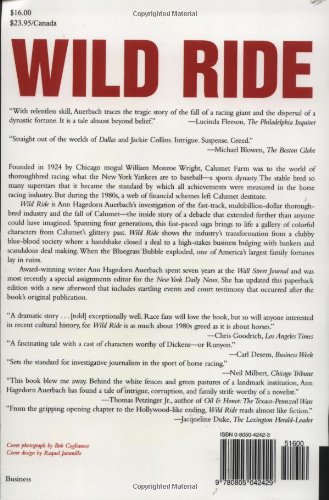 Copyrighted Material
$16.00
$23.95/Canada
WILD RIDE
"With relentless skill, Auerbach traces the tragic story of the fall of a racing giant and the dispersal of a
dynastic fortune. It is a tale almost beyond belief."
—Lucinda Fleeson, The Philadelphia Inquirer
"Straight out of the worlds of Dallas and Jackie Collins. Intrigue. Suspense. Greed."
—Michael Blowen, The Boston Globe
Founded in 1924 by Chicago mogul William Monroe Wright, Calumet Farm was to the world of
thoroughbred racing what the New York Yankees are to baseball—a sports dynasty. The stable bred so
many superstars that it became the standard by which all achievements were measured in the horse
racing industry. But during the 1980s, a web of financial schemes left Calumet destitute.
Wild Ride is Ann Hagedorn Auerbach's investigation of the fast-track, multibillion-dollar thorough-
bred industry and the fall of Calumet—the inside story of a debacle that extended further than anyone
could have imagined. Spanning four generations, this fast-paced saga brings to life a gallery of colorful
characters from Calumet's glittery past. Wild Ride shows the industry's transformation from a clubby
blue-blood society where a handshake closed a deal to a high-stakes business bulging with bankers and
scandalous deal making. When the Bluegrass Bubble exploded, one of America's largest family fortunes
lay in ruins.
Award-winning writer Ann Hagedorn Auerbach spent seven years at the Wall Street Journal and was
most recently a special assignments editor for the New York Daily News. She has updated this paperback
edition with a new afterword that includes startling events and court testimony that occurred after the
book's original publication.
"A dramatic story . . . [told] exceptionally well. Race fans will love the book, but so will anyone interested
in recent cultural history, for Wild Ride is as much about 1980s greed as it is about horses."
—Chris Goodrich, Los Angeles Times
"A fascinating tale with a cast of characters worthy of Dickens—or Runyon."
—Carl Desens, Business Week
"Sets the standard for investigative journalism in the sport of horse racing."
—Neil Milbert, Chicago Tribune
"This book blew me away. Behind the white fences and green pastures of a landmark institution, Ann
Hagedorn Auerbach has found a tale of intrigue, corruption, and family strife worthy of a novelist."
—Thomas Petzinger Jr., author of Oil & Honor: The Texaco-Pennzoil Wars
"From the gripping opening chapter to the Hollywood-like ending, Wild Ride reads almost like fiction."
—Jacqueline Duke, The Lexington Herald-Leader
Cover photograph by Bob Coglianese
Cover design by Raquel Jaramillo
Business
ISBN 0-8050-4242-3
51600
9 780805 042429
Copyrighted Material